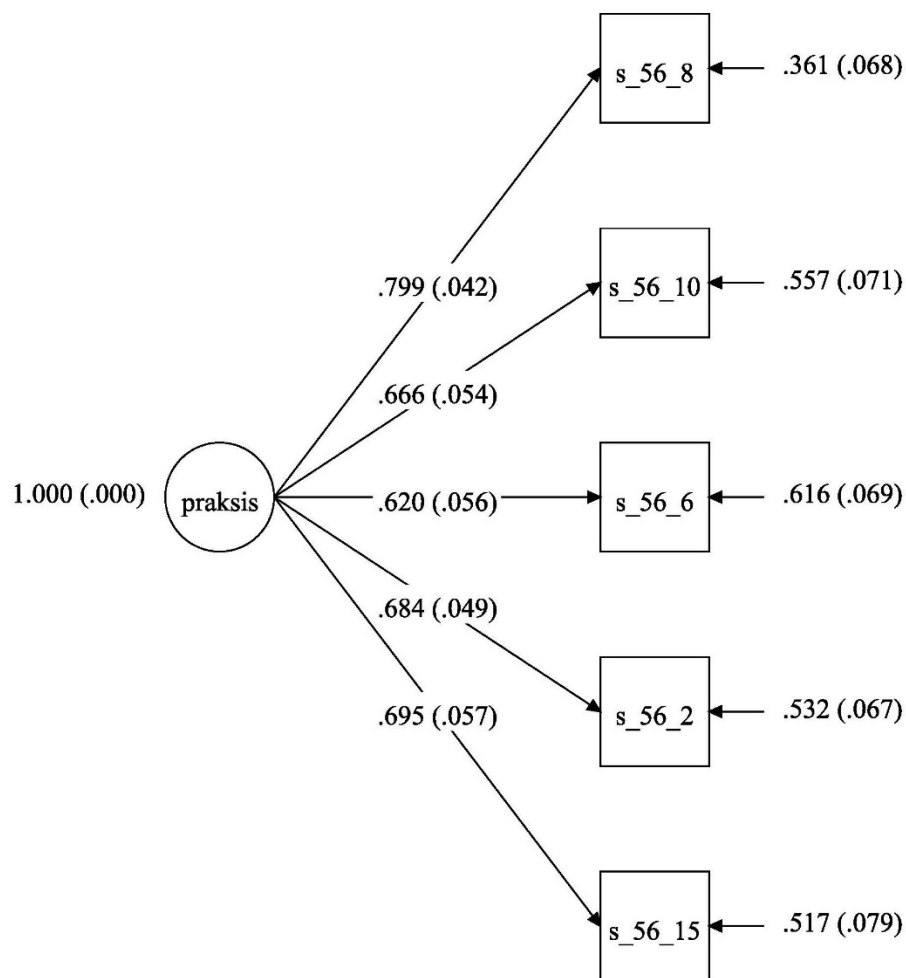 s_56_8
.361 (.068)
.799 (.042)
s_56_10
.557 (.071)
.666 (.054)
1.000 (.000)
praksis
.620 (.056)
s_56_6
.616 (.069)
.684 (.049)
s_56_2
.532 (.067)
.695 (.057)
s_56_15
.517 (.079)